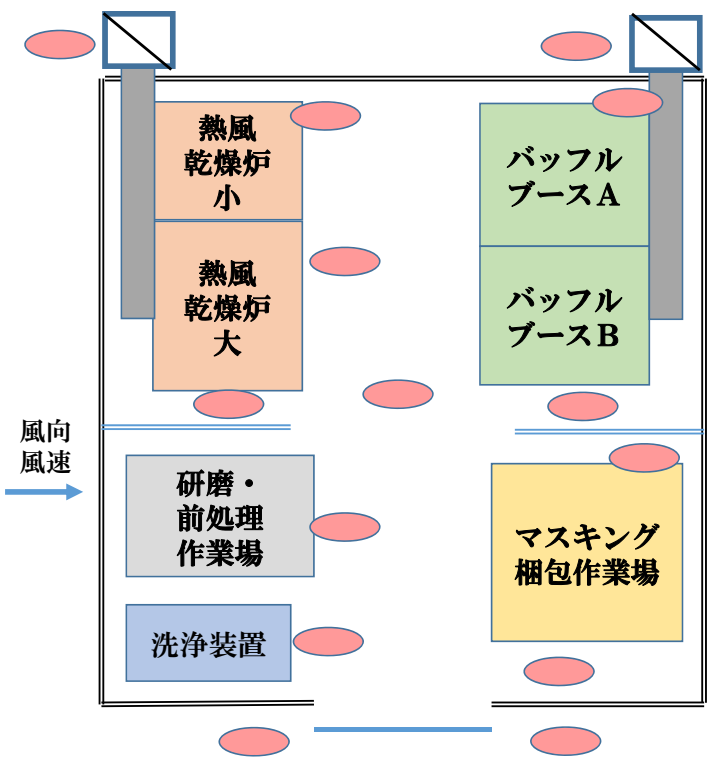 熱風
乾燥炉
小
熱風
乾燥炉
大
バッフル
ブースA
バッフル
ブースB
風向
風速
研磨・
前処理
作業場
洗浄装置
マスキング
梱包作業場